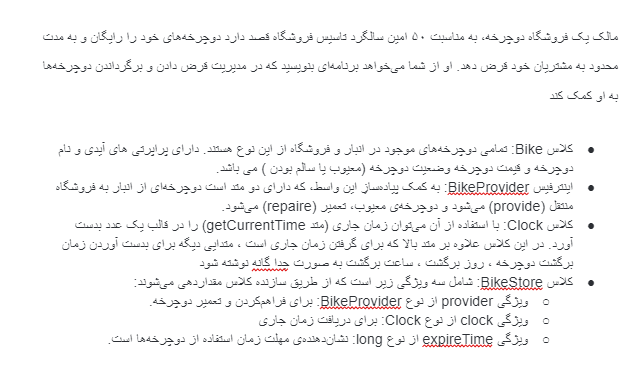 مالک یک فروشگاه دوچرخه، به مناسبت ۵۰ امین سالگرد تاسیس فروشگاه قصد دارد دوچرخه‌های خود را رایگان و به مدت
محدود به مشتریان خود قرض دهد. او از شما می‌خواهد برنامه‌ای بنویسید که در مدیریت قرض دادن و برگرداندن دوچرخه‌ها
به او کمک کند
● کلاس Bike: تمامی دوچرخه‌های موجود در انبار و فروشگاه از این نوع هستند. دارای پراپرتی های آیدی و نام
دوچرخه و قیمت دوچرخه وضعیت دوچرخه (معیوب یا سالم بودن ) می باشد.
● اینترفیس BikeProvider: به کمک پیاده‌سازِ این واسط، که دارای دو متد است دوچرخه‌ای از انبار به فروشگاه
منتقل (provide) می‌شود و دوچرخه‌ی معیوب، تعمیر (repaire) می‌شود.
● کلاس Clock: با استفاده از آن می‌توان زمان جاری (متد getCurrentTime) را در قالب یک عدد بدست
آورد. در این کلاس علاوه بر متد بالا که برای گرفتن زمان جاری است ، متدایی دیگه برای بدست آوردن زمان
برگشت دوچرخه ، روز برگشت ، ساعت برگشت به صورت جدا گانه نوشته شود
● کلاس BikeStore: شامل سه ویژگی زیر است که از طریق سازنده کلاس مقداردهی می‌شوند:
○ ویژگی provider از نوع BikeProvider: برای فراهم‌کردن و تعمیر دوچرخه.
○ ویژگی clock از نوع Clock: برای دریافت زمان جاری
○ ویژگی expireTime از نوع long: نشان‌دهنده‌ی مهلت زمان استفاده از دوچرخه‌ها است.